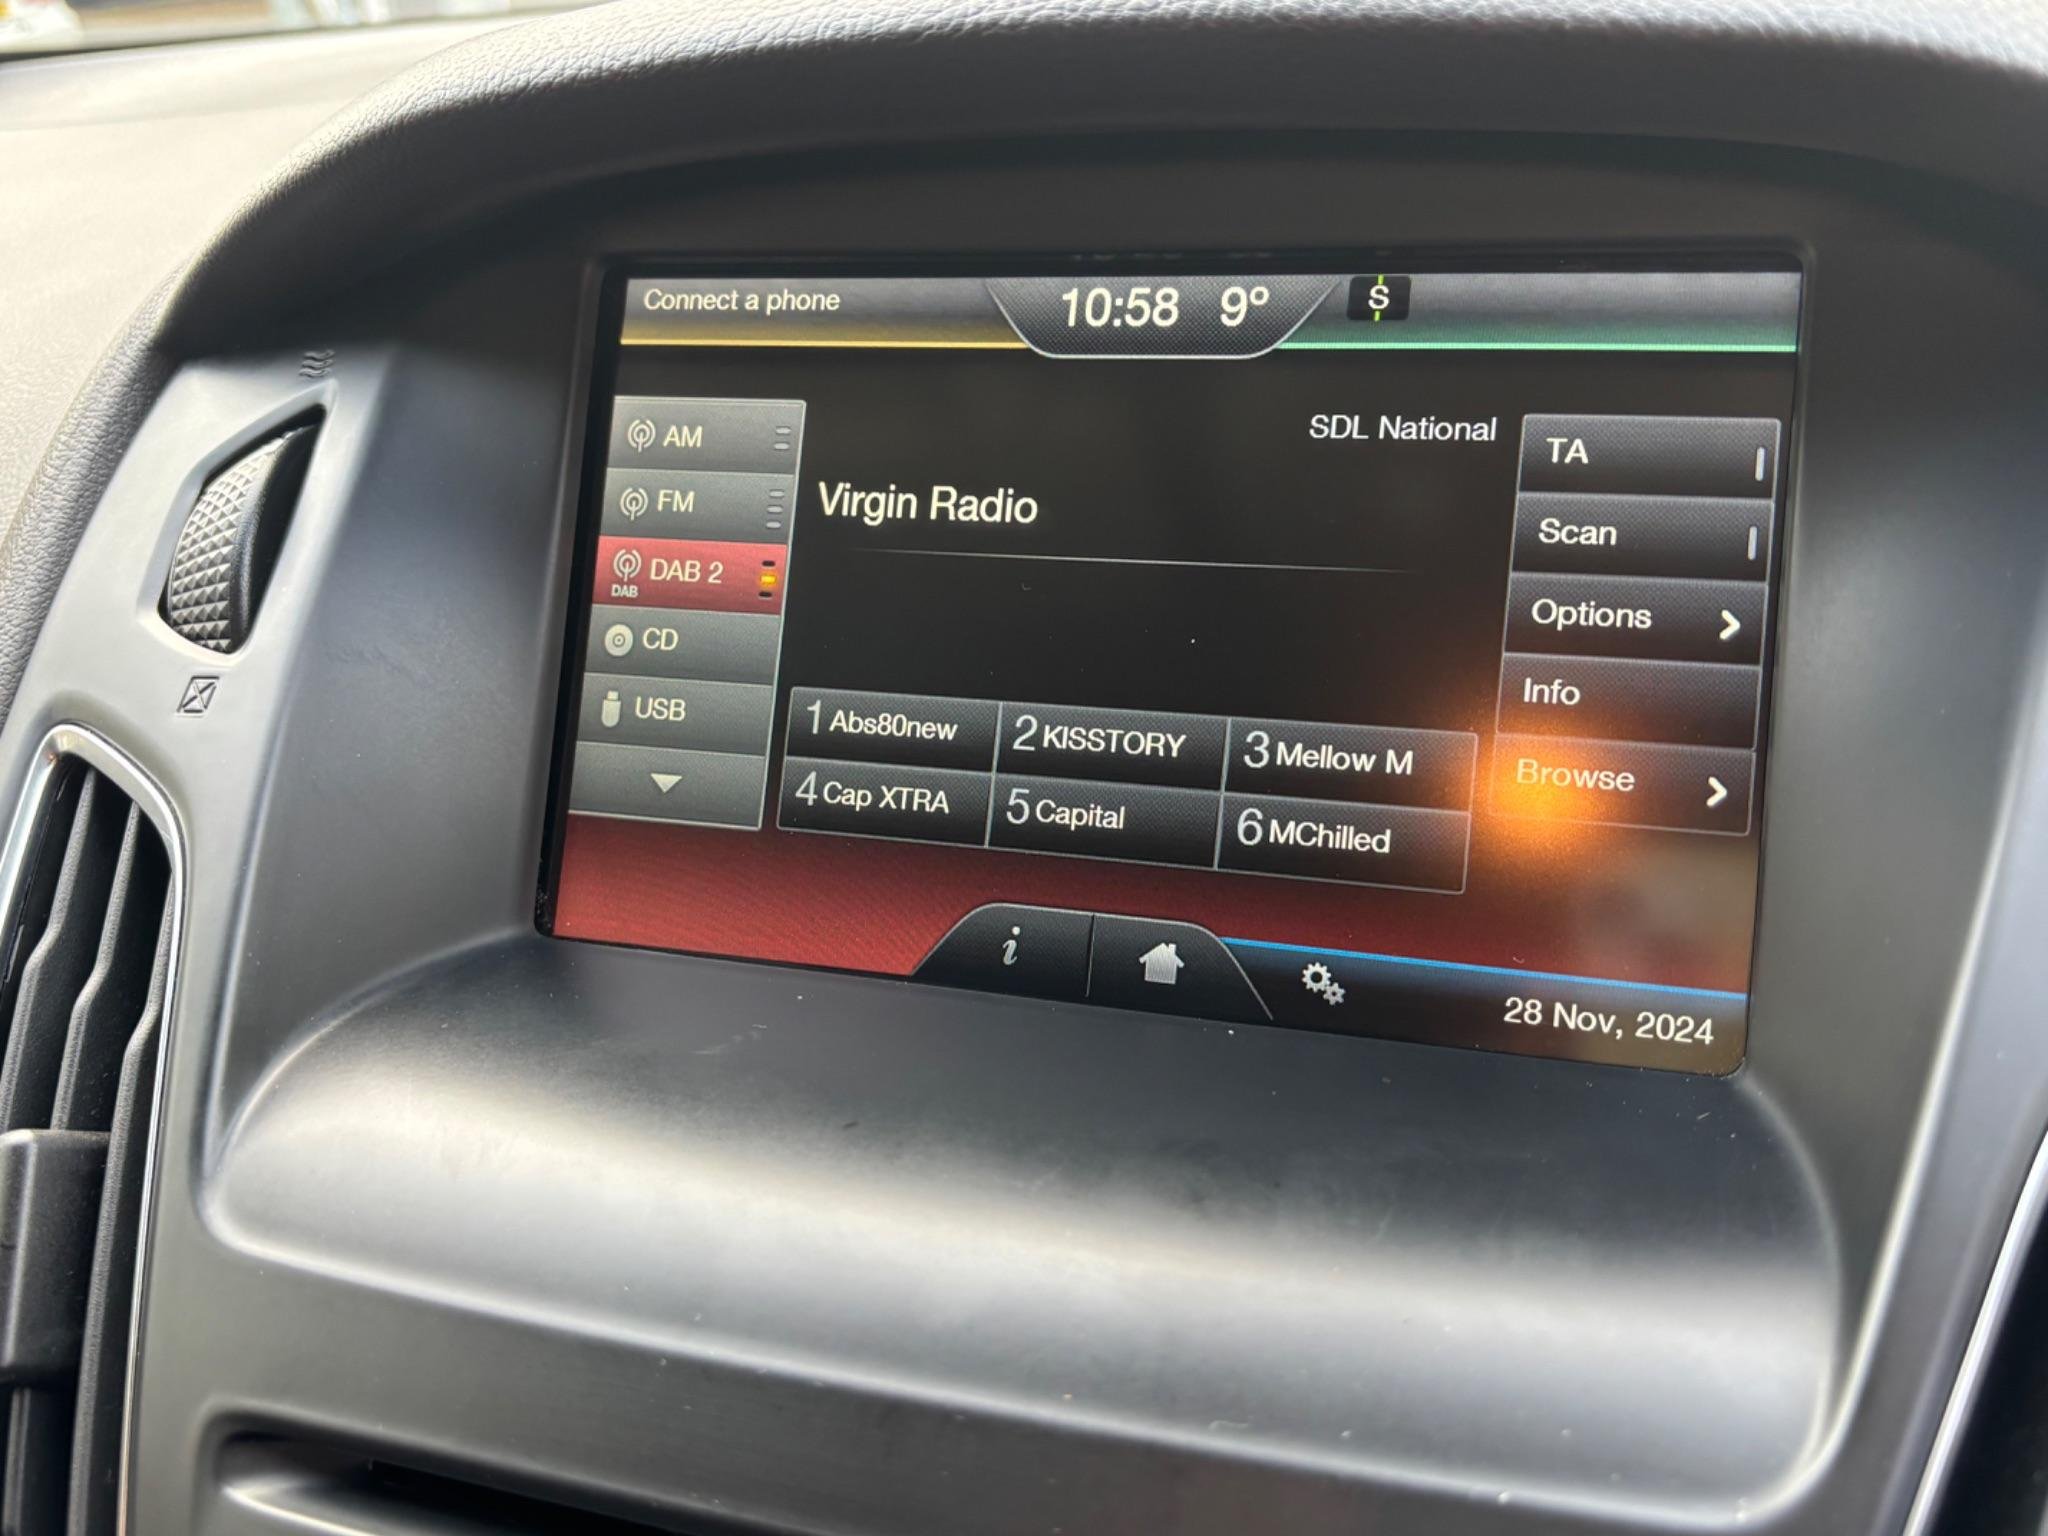 Connect a phone
10:58 9º
S
AM
FM
DAB 2
DAB
CD
USB
SDL National
Virgin Radio
1 Abs80new
2 KISSTORY
3 Mellow M
4 Cap XTRA
5 Capital
6 MChilled
TA
Scan
Options
Info
Browse
i
28 Nov, 2024